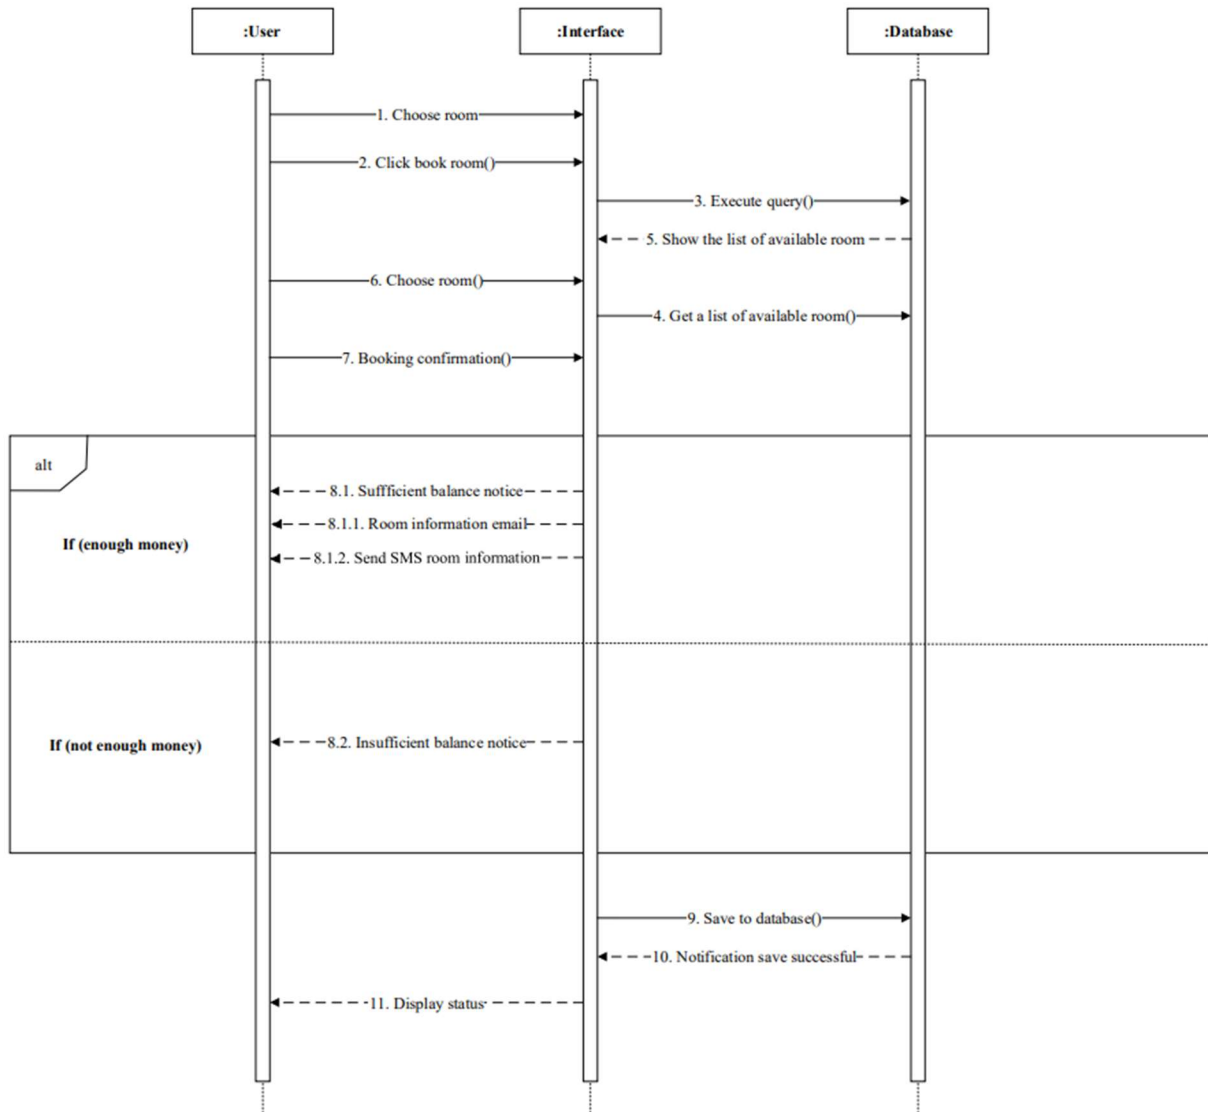 :User
:Interface
:Database
1. Choose room
2. Click book room()
3. Execute query()
5. Show the list of available room
6. Choose room()
4. Get a list of available room()
7. Booking confirmation()
alt
8.1. Suffficient balance notice
8.1.1. Room information email
If (enough money)
8.1.2. Send SMS room information
If (not enough money)
8.2. Insufficient balance notice
9. Save to database()
10. Notification save successful
11. Display status